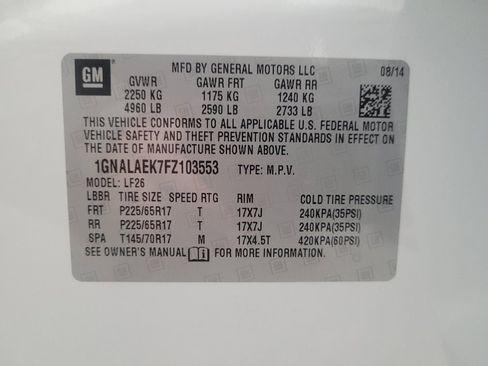 GM
MFD BY GENERAL MOTORS LLC 08/14
GVWR GAWR FRT GAWR RR
2250 KG 1175 KG 1240 KG
4960 LB 2590 LB 2733 LB
THIS VEHICLE CONFORMS TO ALL APPLICABLE U.S. FEDERAL MOTOR
VEHICLE SAFETY AND THEFT PREVENTION STANDARDS IN EFFECT ON
THE DATE OF MANUFACTURE SHOWN ABOVE.
1GNALAEK7FZ103553 TYPE: M.P.V.
MODEL: LF26
LBBR TIRE SIZE SPEED RTG RIM COLD TIRE PRESSURE
FRT P225/65R17 T 17X7J 240KPA(35PSI)
RR P225/65R17 T 17X7J 240KPA(35PSI)
SPA T145/70R17 M 17X4.5T 420KPA(60PSI)
SEE OWNER'S MANUAL FOR MORE INFORMATION.